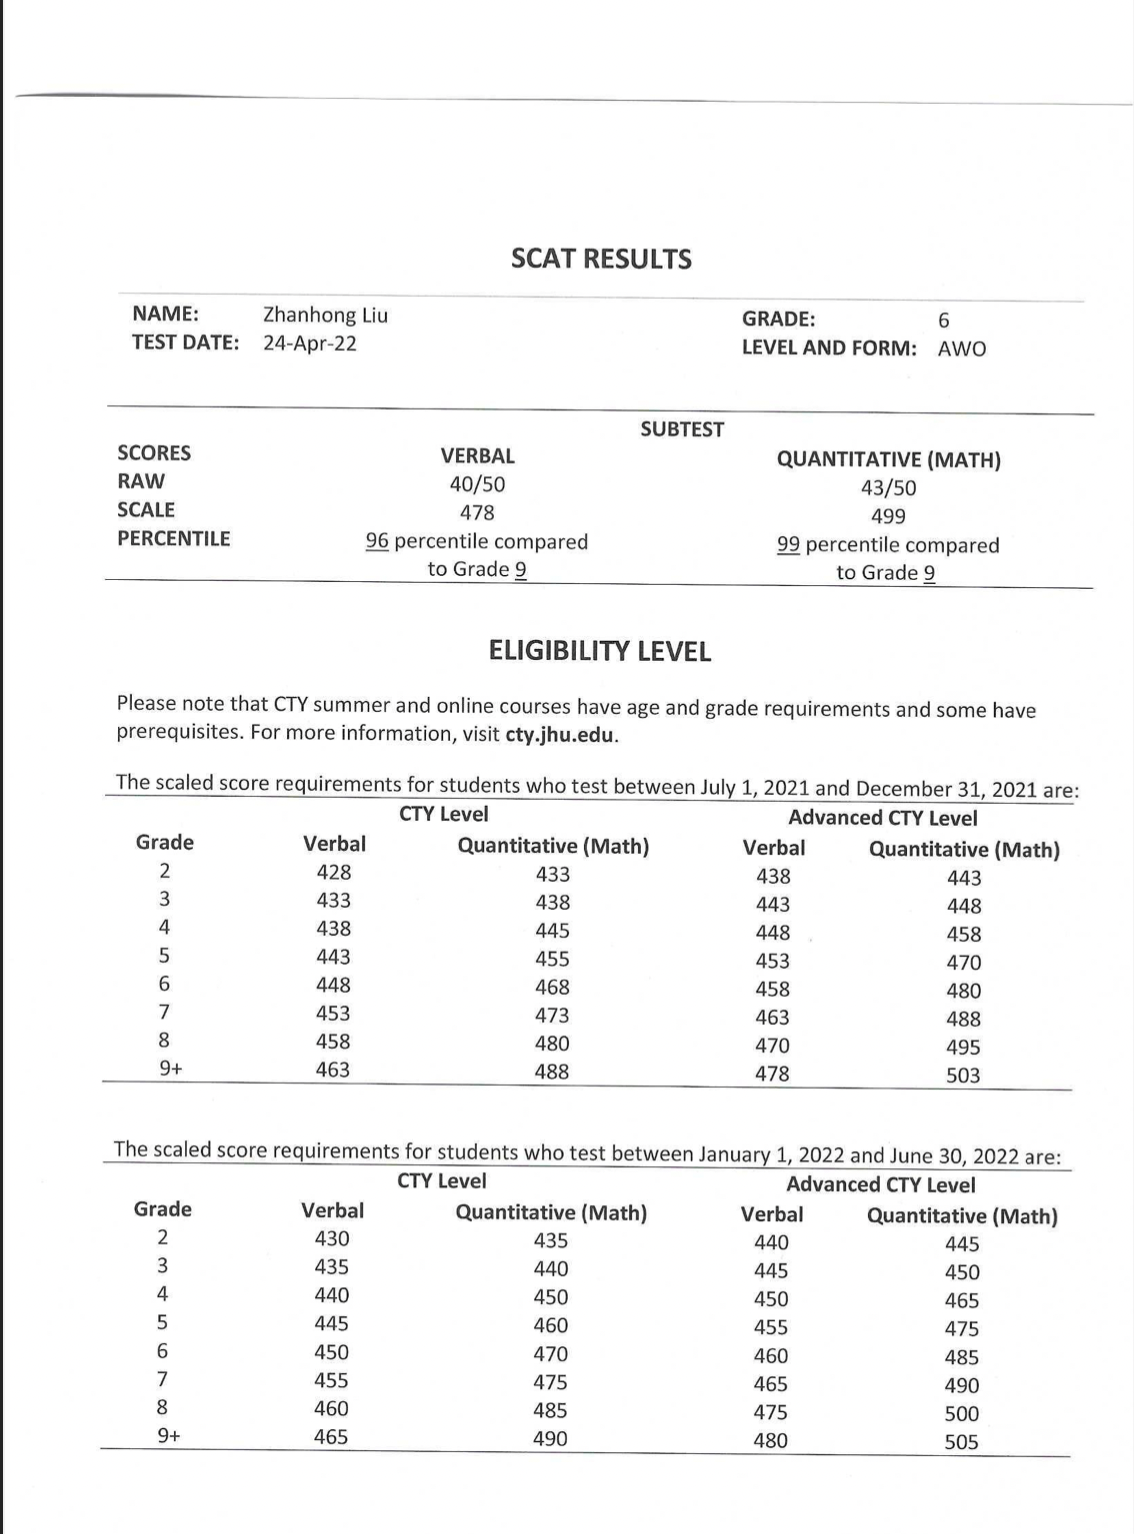 SCAT RESULTS
NAME: Zhanhong Liu GRADE: 6
TEST DATE: 24-Apr-22 LEVEL AND FORM: AWO
SUBTEST
SCORES VERBAL QUANTITATIVE (MATH)
RAW 40/50 43/50
SCALE 478 499
PERCENTILE 96 percentile compared 99 percentile compared
to Grade 9 to Grade 9
ELIGIBILITY LEVEL
Please note that CTY summer and online courses have age and grade requirements and some have
prerequisites. For more information, visit cty.jhu.edu.
The scaled score requirements for students who test between July 1, 2021 and December 31, 2021 are:
CTY Level Advanced CTY Level
Grade Verbal Quantitative (Math) Verbal Quantitative (Math)
2 428 433 438 443
3 433 438 443 448
4 438 445 448 458
5 443 455 453 470
6 448 468 458 480
7 453 473 463 488
8 458 480 470 495
9+ 463 488 478 503
The scaled score requirements for students who test between January 1, 2022 and June 30, 2022 are:
CTY Level Advanced CTY Level
Grade Verbal Quantitative (Math) Verbal Quantitative (Math)
2 430 435 440 445
3 435 440 445 450
4 440 450 450 465
5 445 460 455 475
6 450 470 460 485
7 455 475 465 490
8 460 485 475 500
9+ 465 490 480 505